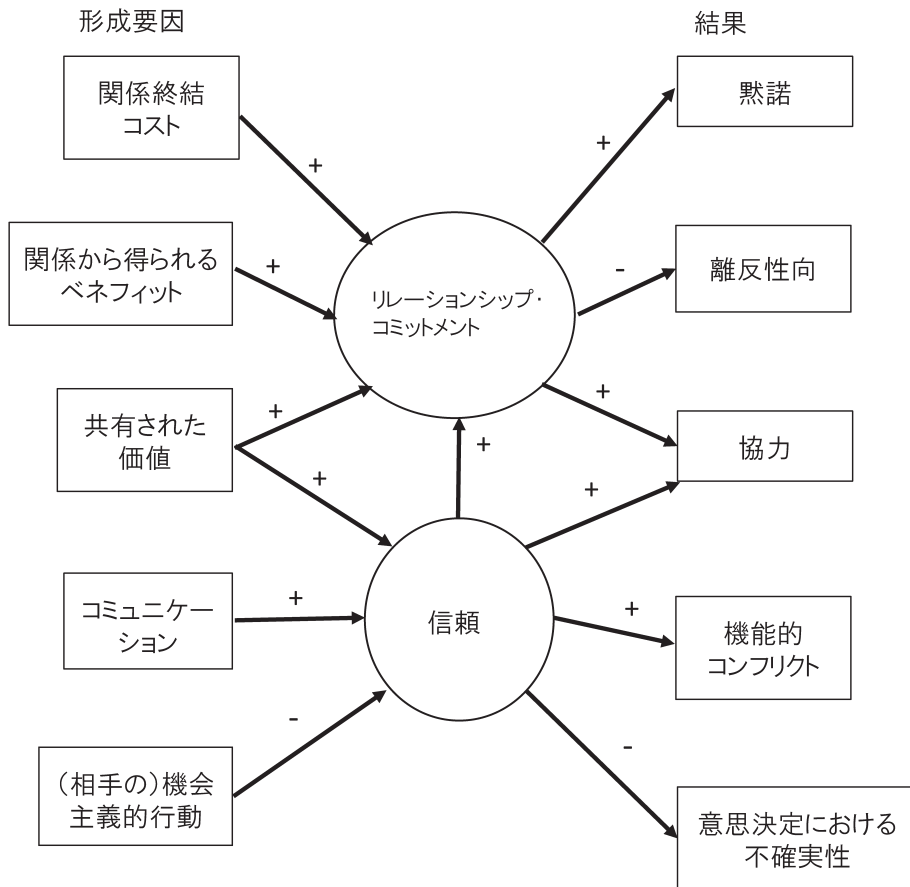 形成要因
結果
関係終結
コスト
+
関係から得られる
ベネフィット
+
共有された
価値
+
+
コミュニケー
ション
+
（相手の）機会
主義的行動
-
リレーションシップ・
コミットメント
+
信頼
+
黙諾
-
離反性向
+
+
協力
+
機能的
コンフリクト
-
意思決定における
不確実性